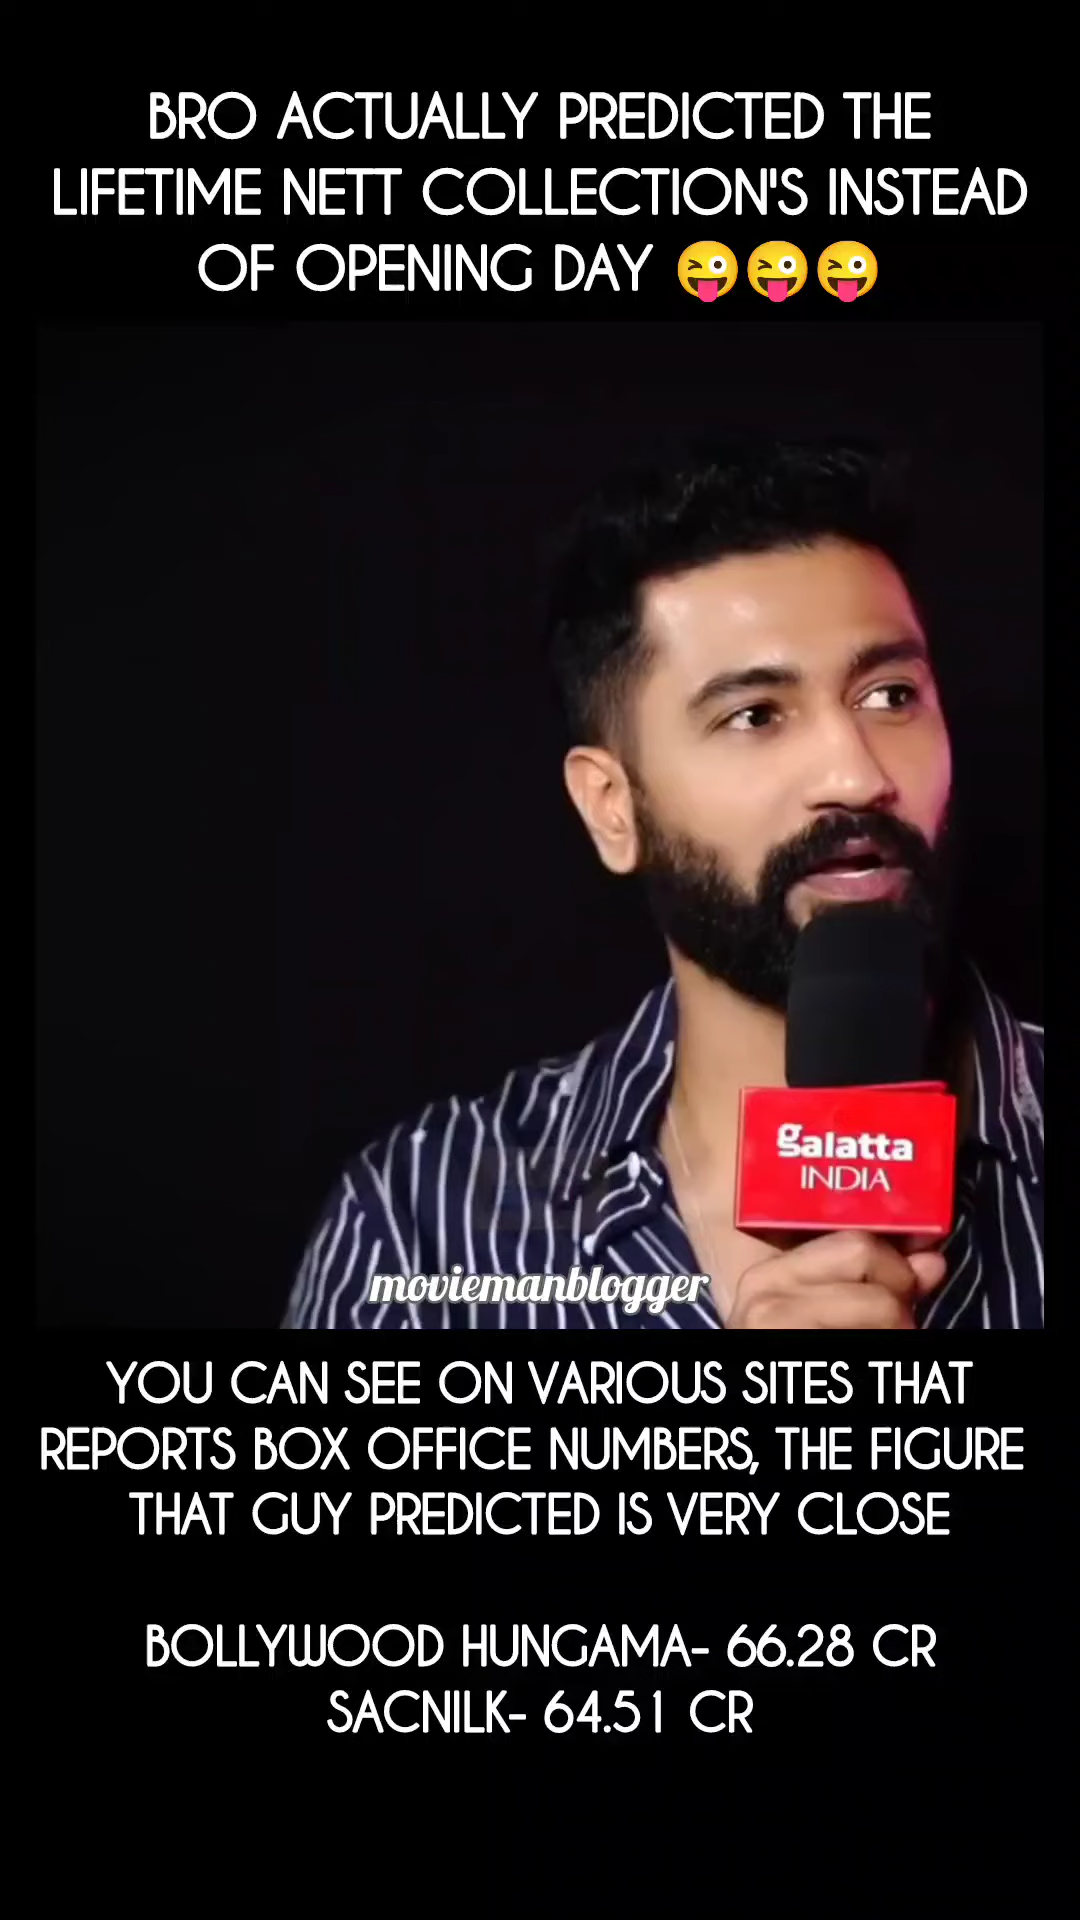 BRO ACTUALLY PREDICTED THE
LIFETIME NETT COLLECTION'S INSTEAD
OF OPENING DAY 😜😜😜
galatta
INDIA
moviemanblogger
YOU CAN SEE ON VARIOUS SITES THAT
REPORTS BOX OFFICE NUMBERS, THE FIGURE
THAT GUY PREDICTED IS VERY CLOSE
BOLLYWOOD HUNGAMA- 66.28 CR
SACNILK- 64.51 CR